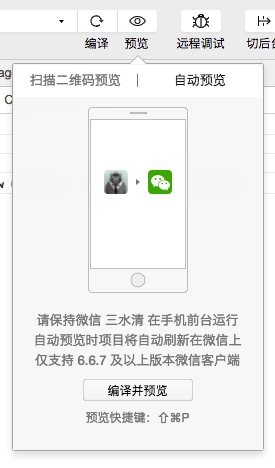 编译 预览 远程调试 切后台
扫描二维码预览 | 自动预览
请保持微信 三水清 在手机前台运行
自动预览时项目将自动刷新在微信上
仅支持 6.6.7 及以上版本微信客户端
编译并预览
预览快捷键：⇧⌘P